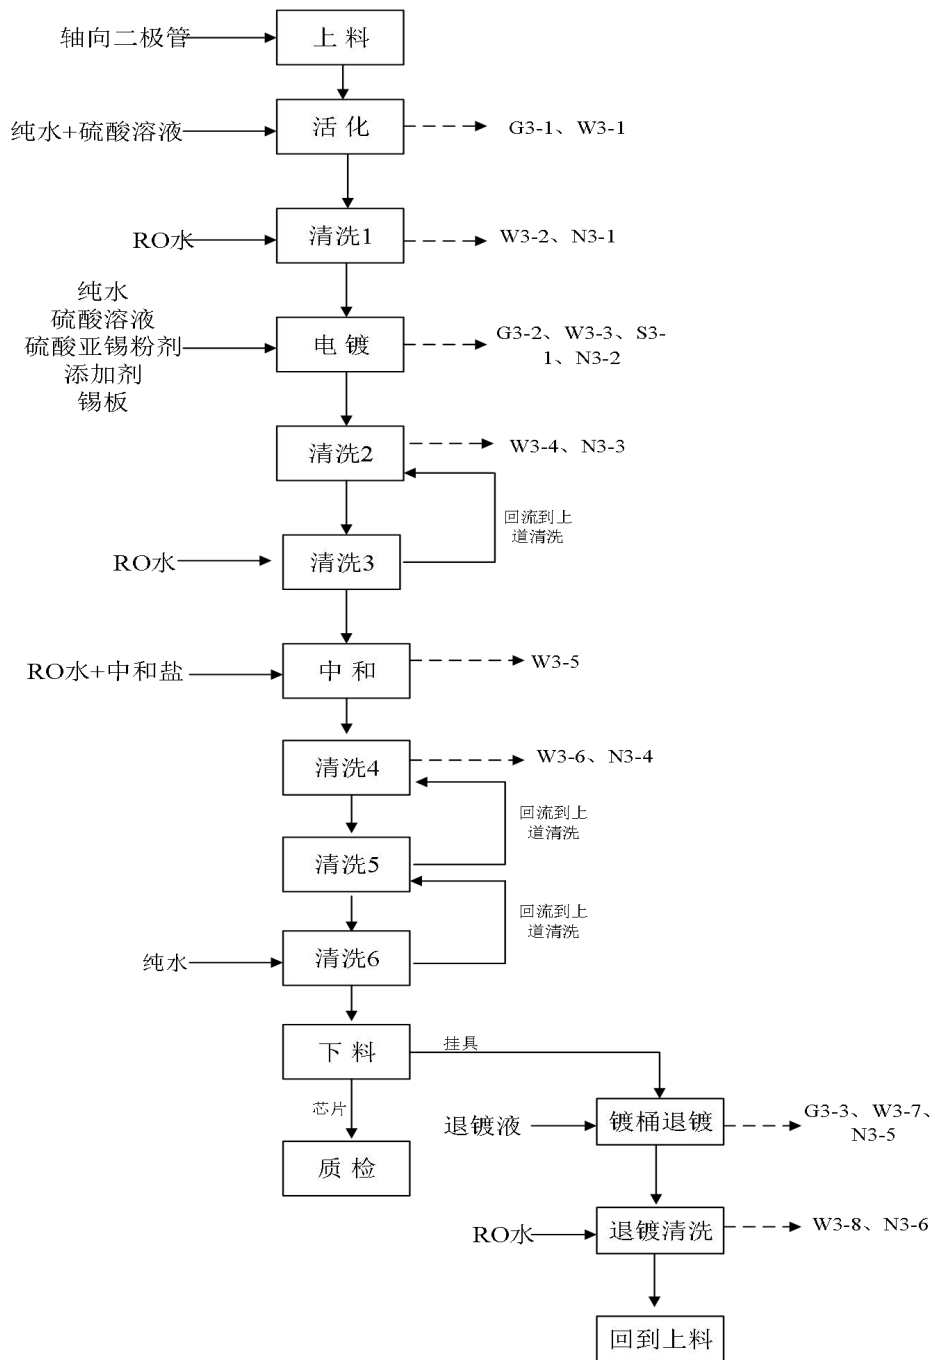 轴向二极管
上料
纯水+硫酸溶液
活化
G3-1、W3-1
RO水
清洗1
W3-2、N3-1
纯水
硫酸溶液
硫酸亚锡粉剂
添加剂
锡板
电镀
G3-2、W3-3、S3-
1、N3-2
清洗2
W3-4、N3-3
回流到上
道清洗
RO水
清洗3
RO水+中和盐
中和
W3-5
清洗4
W3-6、N3-4
回流到上
道清洗
清洗5
回流到上
道清洗
纯水
清洗6
下料
挂具
芯片
质检
退镀液
镀桶退镀
G3-3、W3-7、
N3-5
RO水
退镀清洗
W3-8、N3-6
回到上料